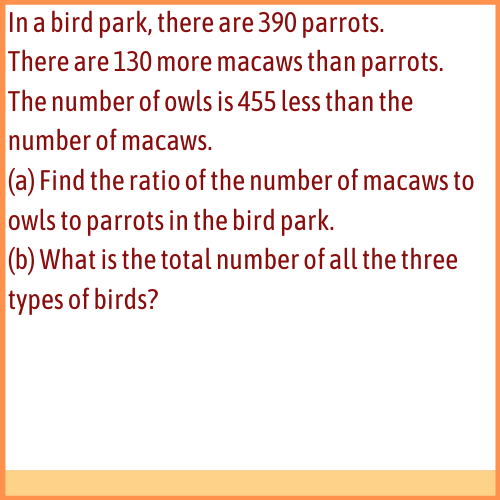 In a bird park, there are 390 parrots.
There are 130 more macaws than parrots.
The number of owls is 455 less than the
number of macaws.
(a) Find the ratio of the number of macaws to
owls to parrots in the bird park.
(b) What is the total number of all the three
types of birds?